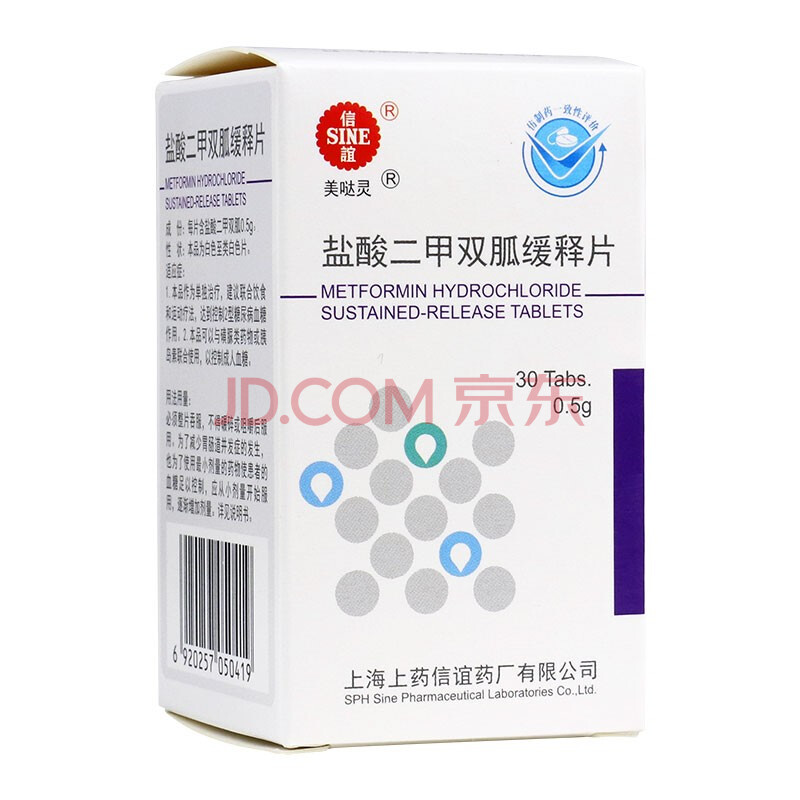 盐酸二甲双胍缓释片
METFORMIN HYDROCHLORIDE
SUSTAINED-RELEASE TABLETS
成 份：每片含盐酸二甲双胍0.5g。
性 状：本品为白色至类白色片。
适应症：
1. 本品作为单独治疗，建议联合饮食
和运动疗法，达到控制2型糖尿病血糖
作用。2. 本品可以与磺脲类药物或胰
岛素联合使用，以控制成人血糖。
用法用量：
必须整片吞服，不得碾碎或咀嚼后服
用。为了减少胃肠道并发症的发生，
也为了使用最小剂量的药物使患者的
血糖足以控制，应从小剂量开始服
用，逐渐增加剂量。详见说明书。
6 920257 050419
信
SINE
誼
®
美哒灵 ®
仿制药一致性评价
盐酸二甲双胍缓释片
METFORMIN HYDROCHLORIDE
SUSTAINED-RELEASE TABLETS
30 Tabs.
0.5g
JD.COM 京东
上海上药信谊药厂有限公司
SPH Sine Pharmaceutical Laboratories Co.,Ltd.